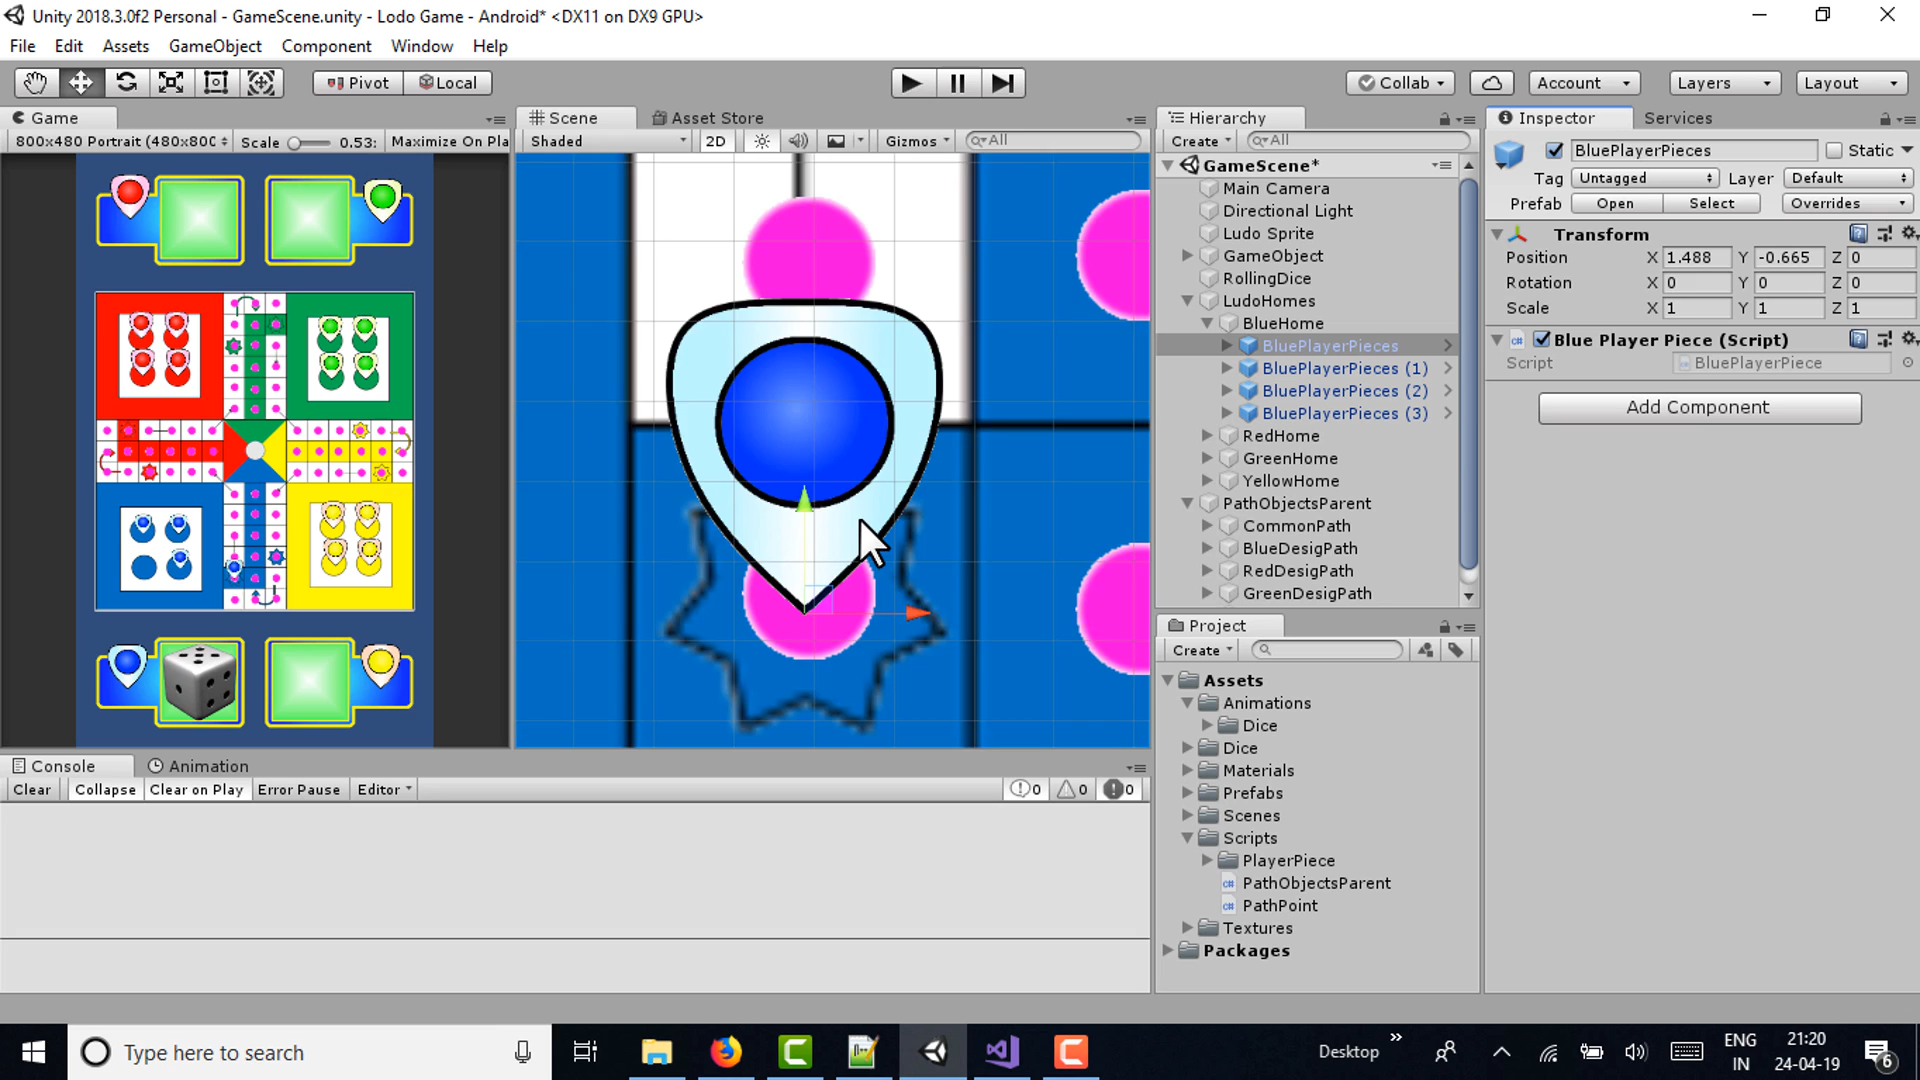 Unity 2018.3.0f2 Personal - GameScene.unity - Lodo Game - Android* <DX11 on DX9 GPU>
File Edit Assets GameObject Component Window Help
Pivot Local Collab Account Layers Layout
Game
800x480 Portrait (480x80 Scale 0.53: Maximize On Pla
Scene Asset Store
Shaded 2D Gizmos All
Hierarchy
Create All
GameScene*
Main Camera
Directional Light
Ludo Sprite
GameObject
RollingDice
LudoHomes
BlueHome
BluePlayerPieces
BluePlayerPieces (1)
BluePlayerPieces (2)
BluePlayerPieces (3)
RedHome
GreenHome
YellowHome
PathObjectsParent
CommonPath
BlueDesigPath
RedDesigPath
GreenDesigPath
Project
Create
Assets
Animations
Dice
Dice
Materials
Prefabs
Scenes
Scripts
PlayerPiece
PathObjectsParent
PathPoint
Textures
Packages
Inspector Services
BluePlayerPieces Static
Tag Untagged Layer Default
Prefab Open Select Overrides
Transform
Position X 1.488 Y -0.665 Z 0
Rotation X 0 Y 0 Z 0
Scale X 1 Y 1 Z 1
Blue Player Piece (Script)
Script BluePlayerPiece
Add Component
Console Animation
Clear Collapse Clear on Play Error Pause Editor 0 0 0
Type here to search
Desktop
ENG
IN
21:20
24-04-19
6